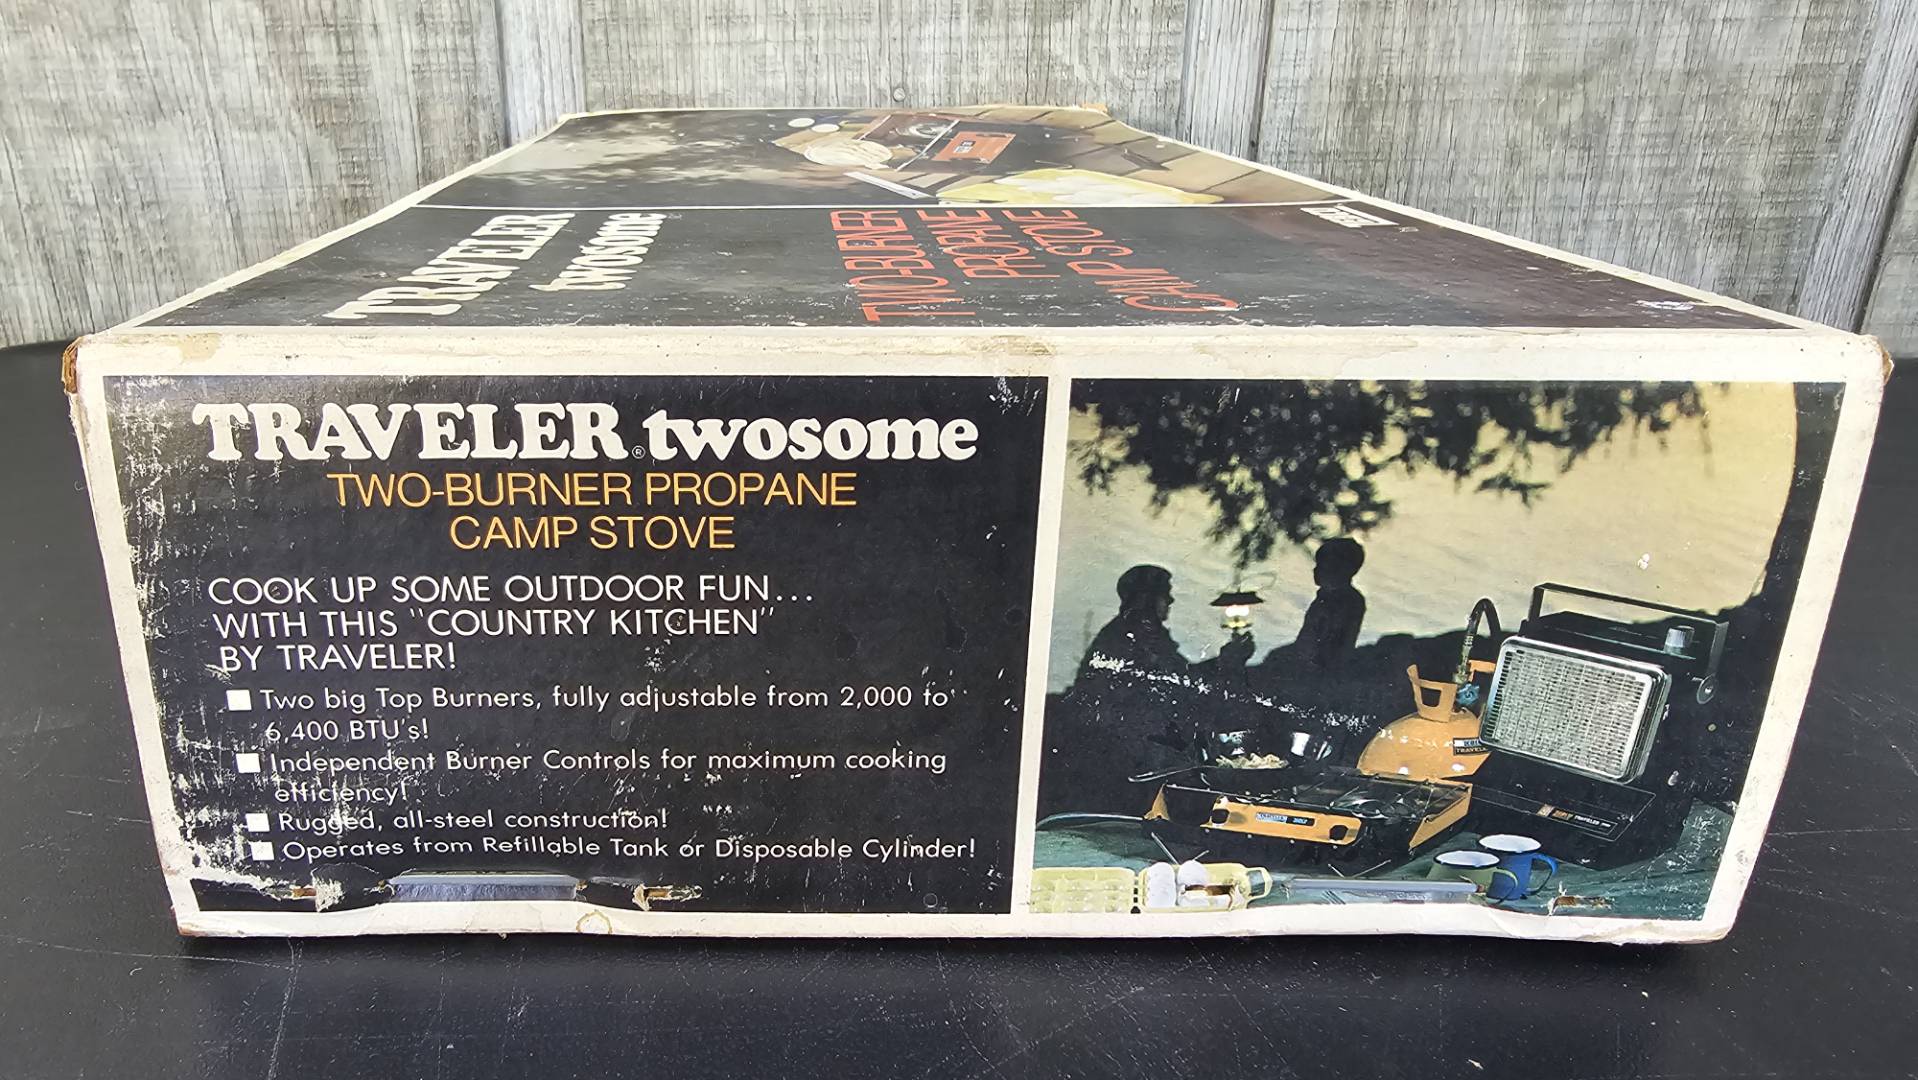 TRAVELER twosome
TWO-BURNER
PROPANE
CAMP STOVE
TRAVELER® twosome
TWO-BURNER PROPANE
CAMP STOVE
COOK UP SOME OUTDOOR FUN...
WITH THIS "COUNTRY KITCHEN"
BY TRAVELER!
Two big Top Burners, fully adjustable from 2,000 to
6,400 BTU's!
Independent Burner Controls for maximum cooking
efficiency!
Rugged, all-steel construction!
Operates from Refillable Tank or Disposable Cylinder!
TRAVELER